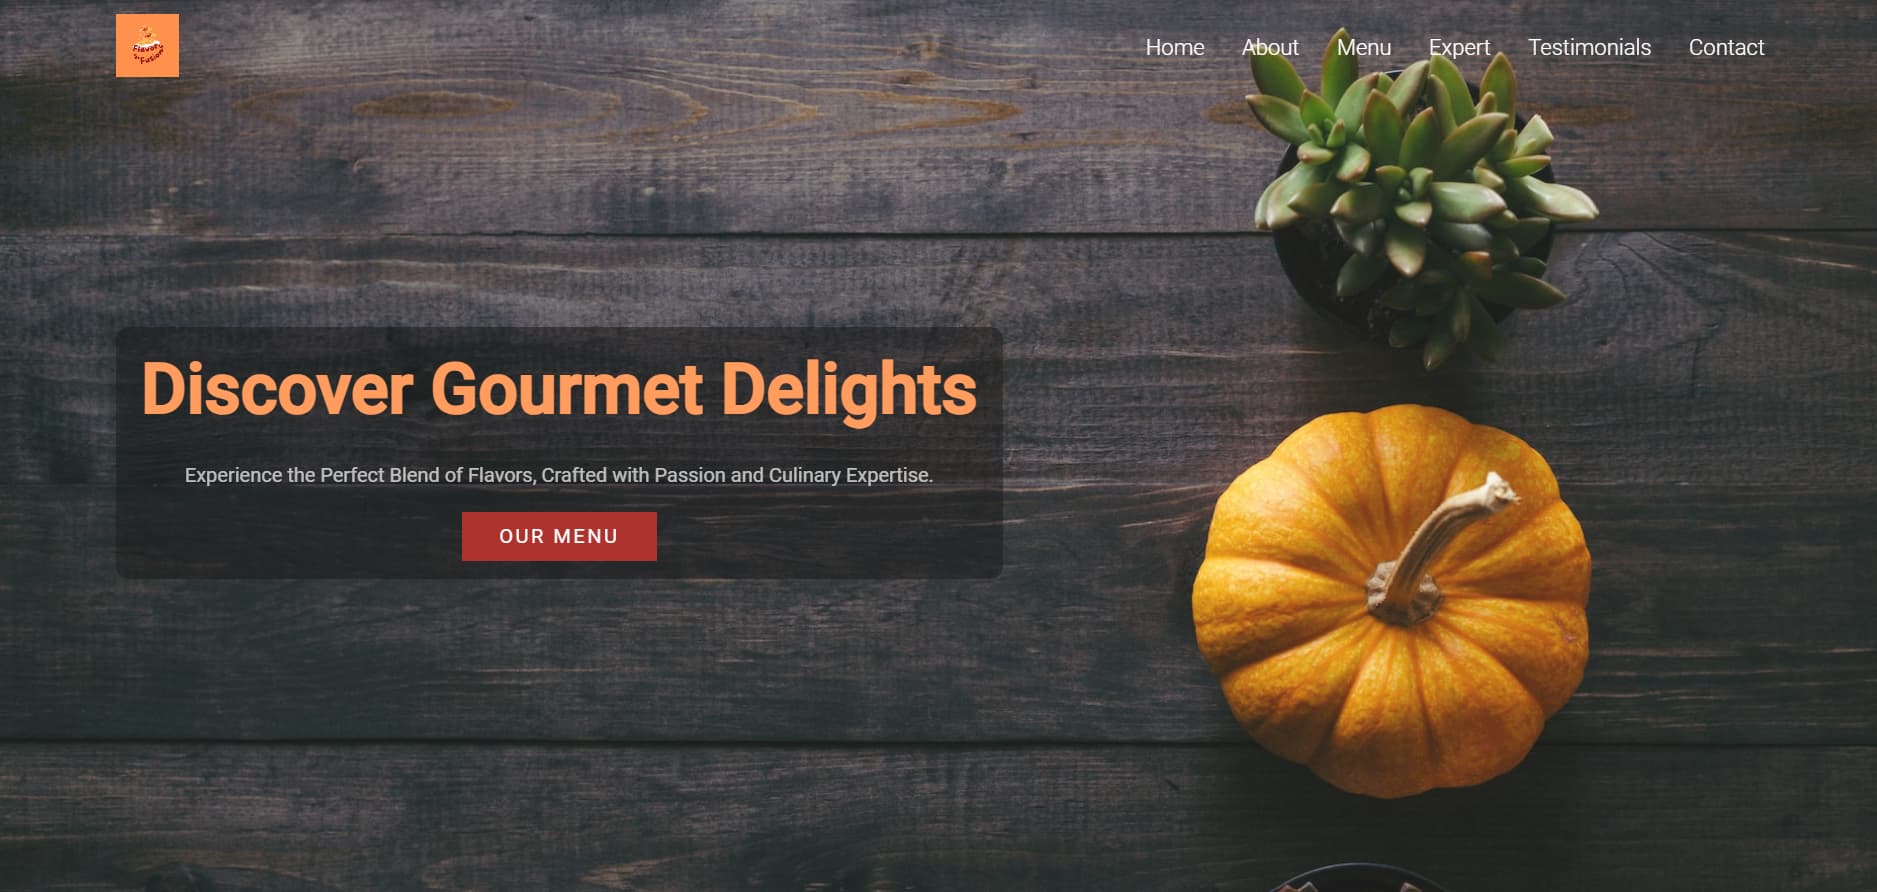 Flavor
Fusion
Home About Menu Expert Testimonials Contact
Discover Gourmet Delights
Experience the Perfect Blend of Flavors, Crafted with Passion and Culinary Expertise.
OUR MENU